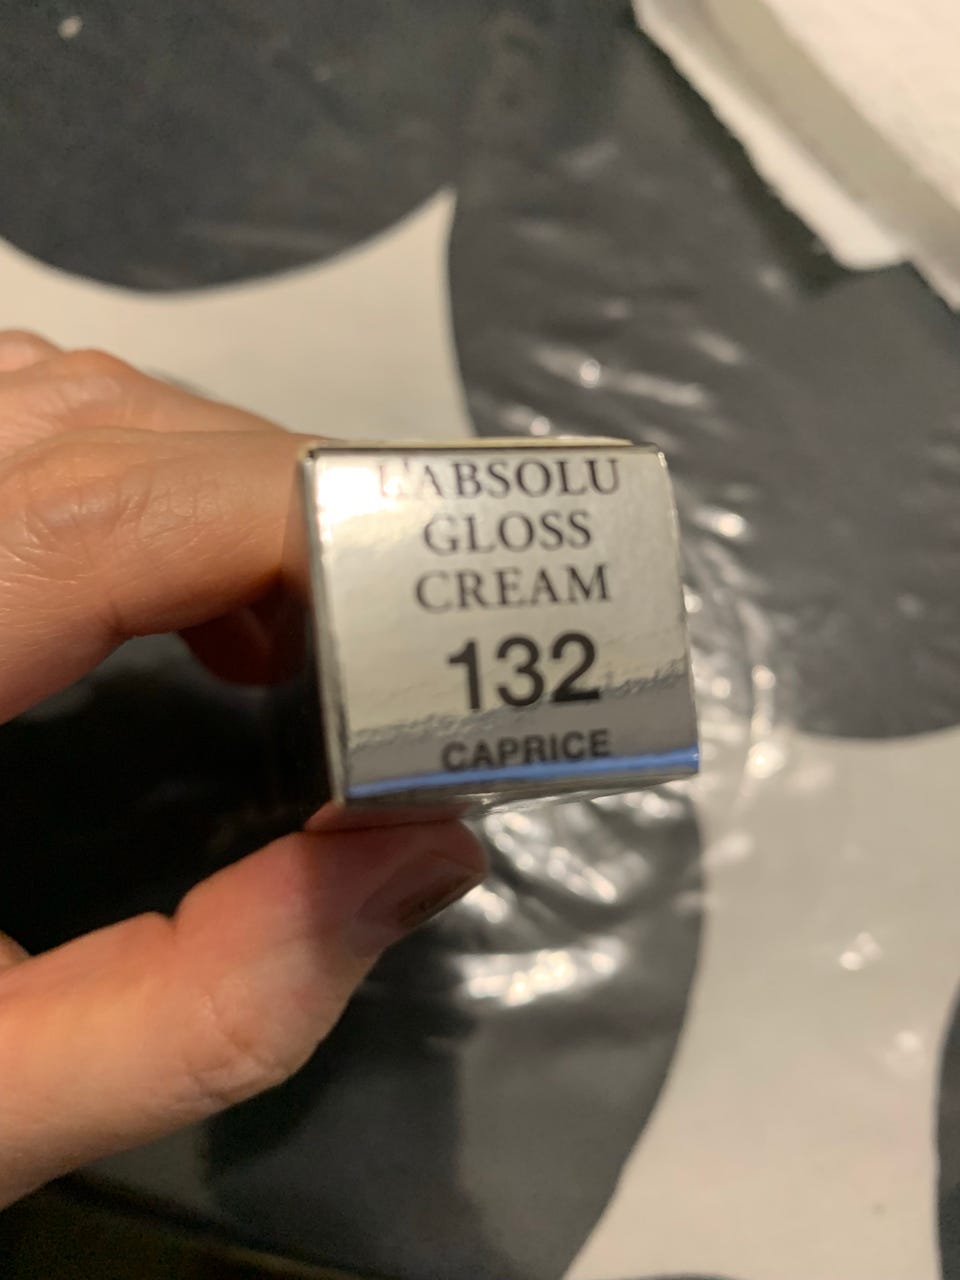 L'ABSOLU
GLOSS
CREAM
132
CAPRICE